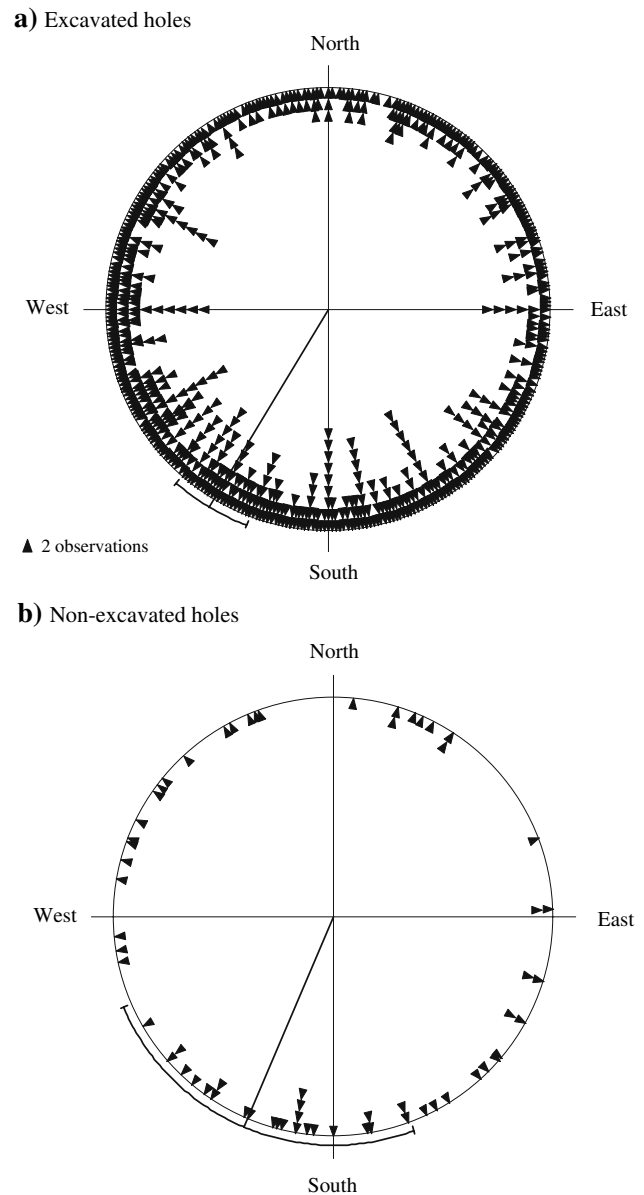 a) Excavated holes
North
West
East
South
2 observations
b) Non-excavated holes
North
West
East
South